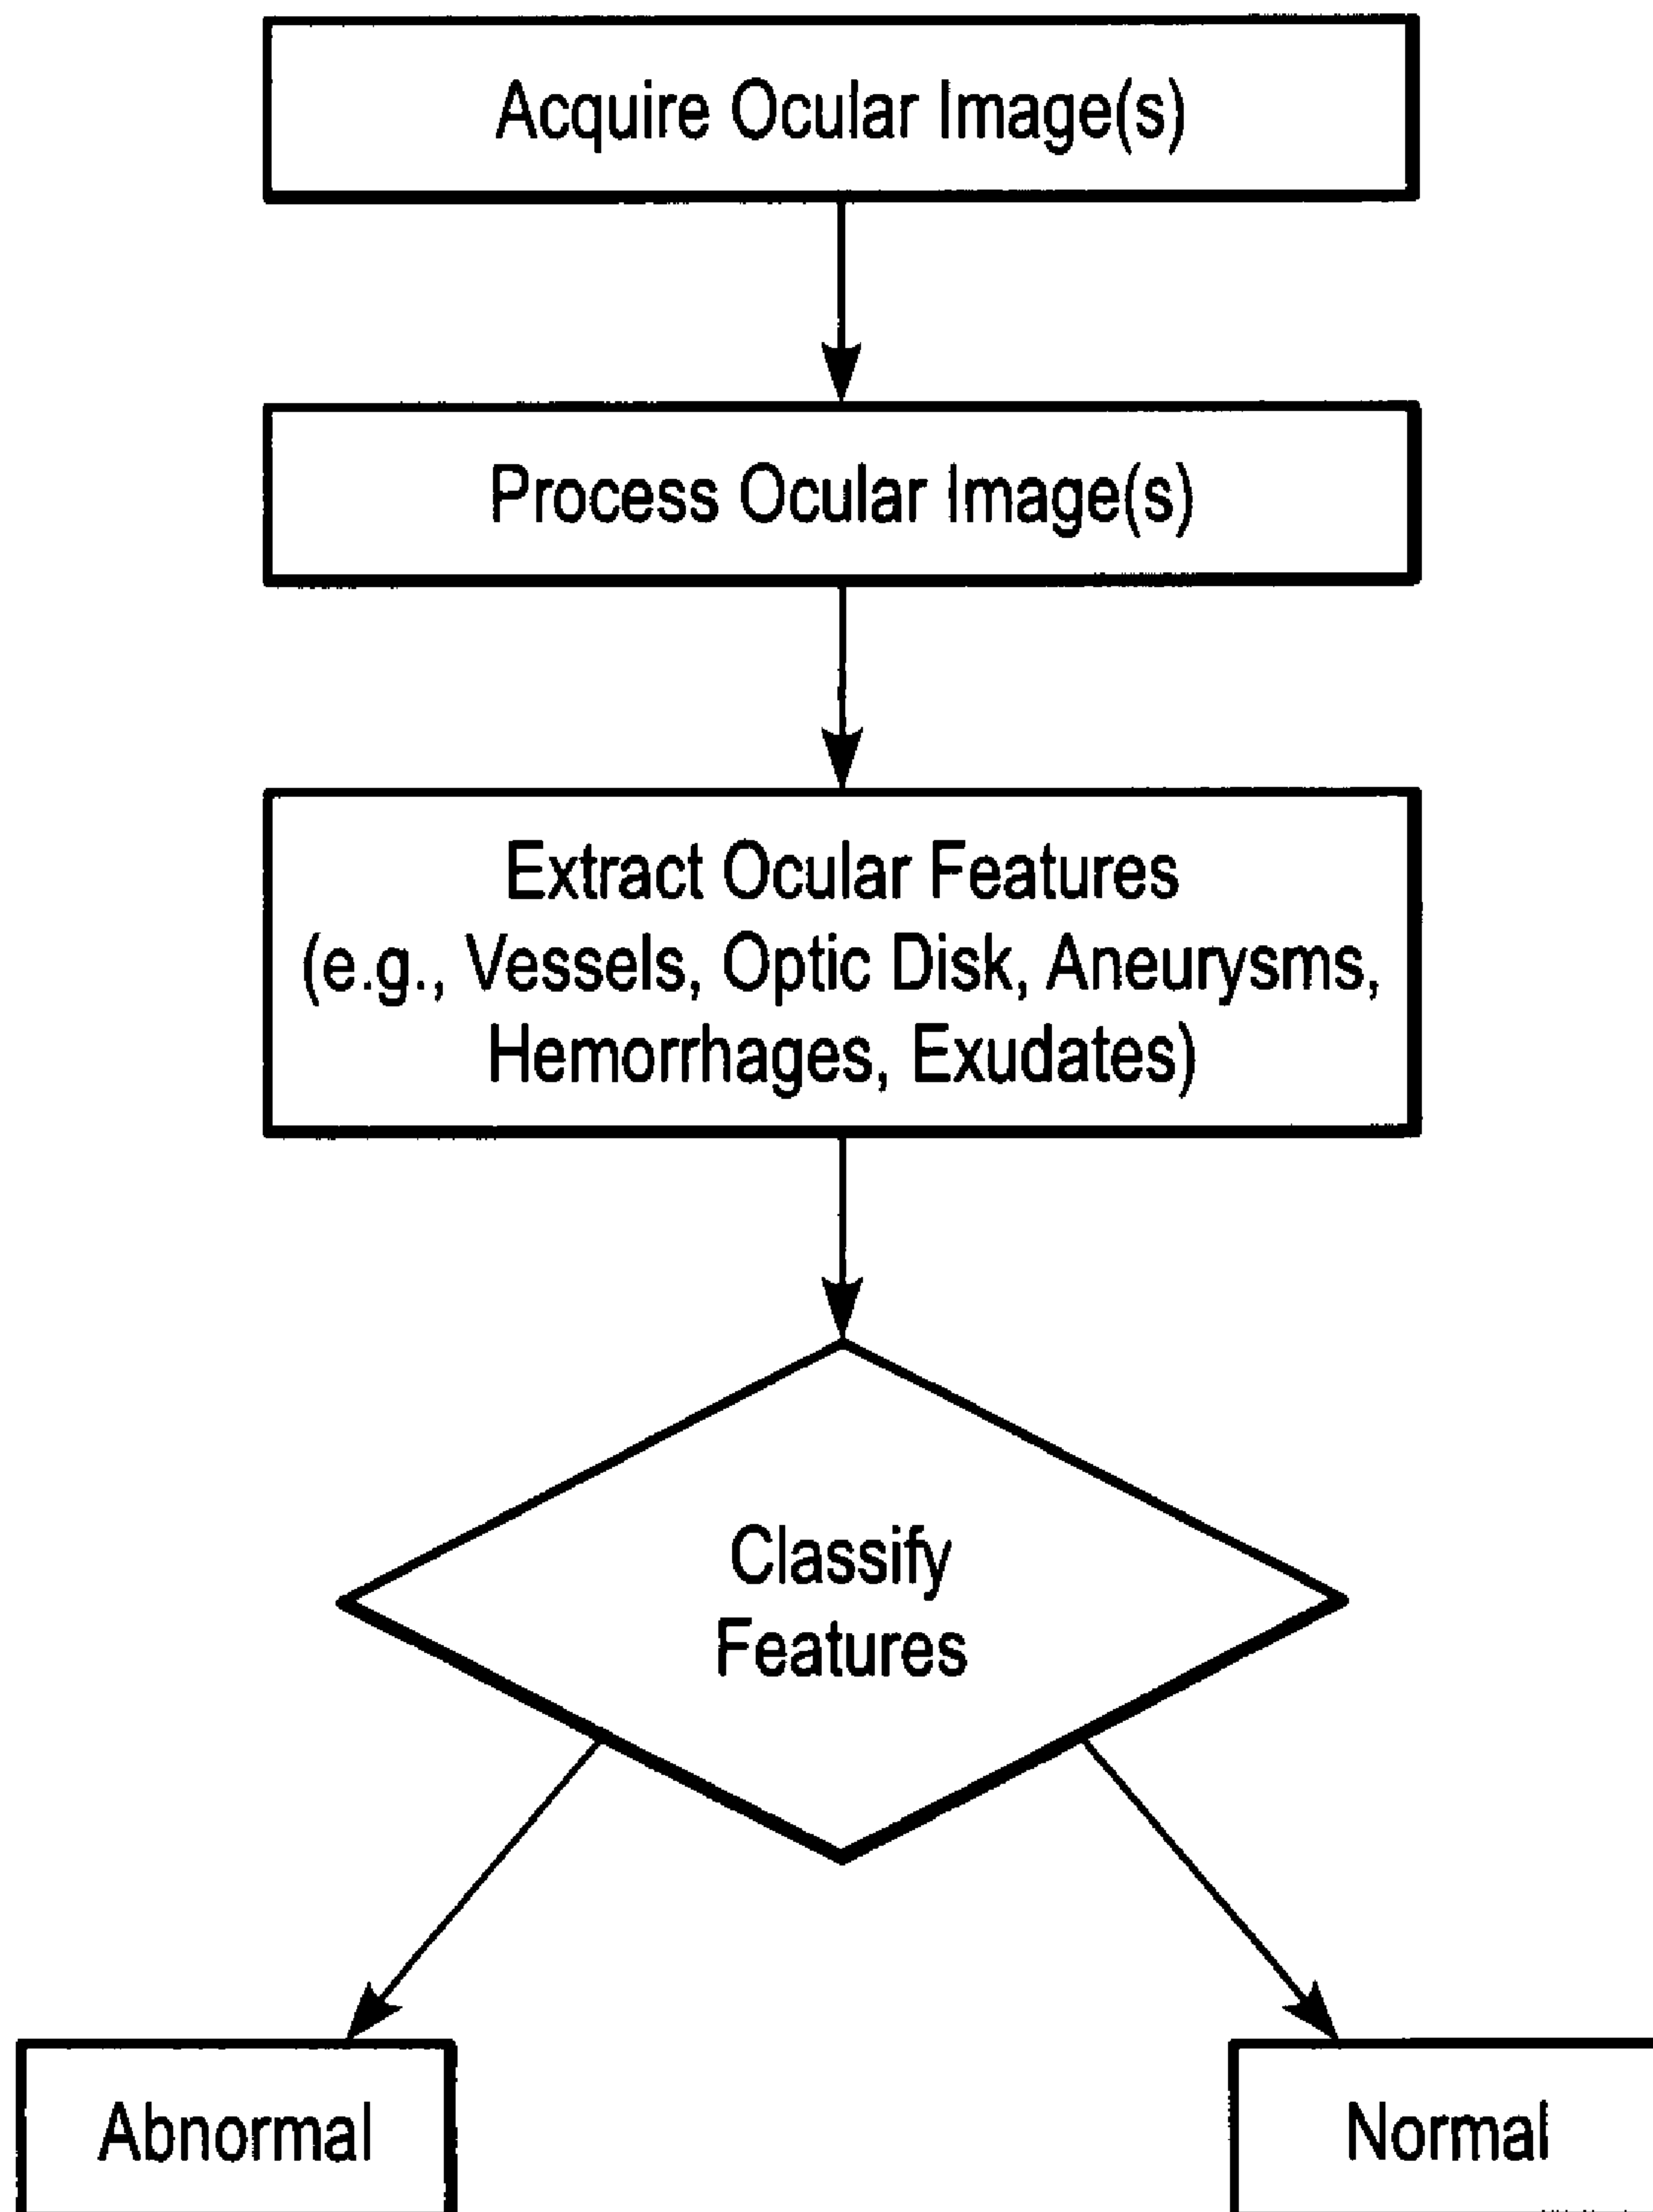 Acquire Ocular Image(s)
Process Ocular Image(s)
Extract Ocular Features
(e.g., Vessels, Optic Disk, Aneurysms,
Hemorrhages, Exudates)
Classify
Features
Abnormal
Normal